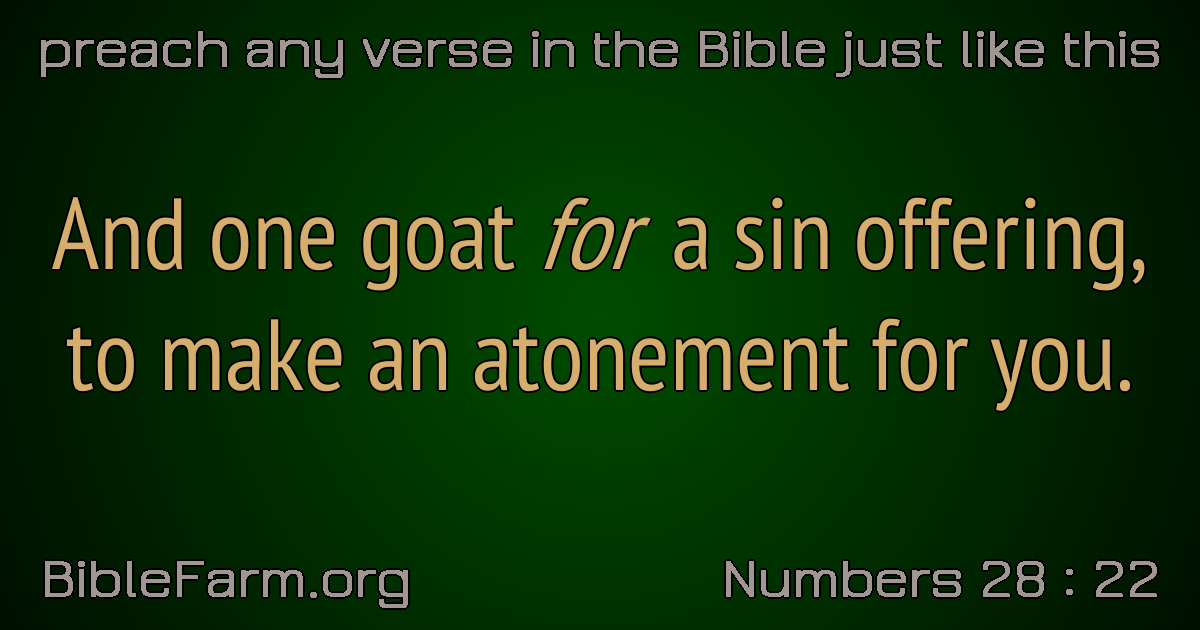 preach any verse in the Bible just like this
And one goat for a sin offering,
to make an atonement for you.
BibleFarm.org
Numbers 28 : 22